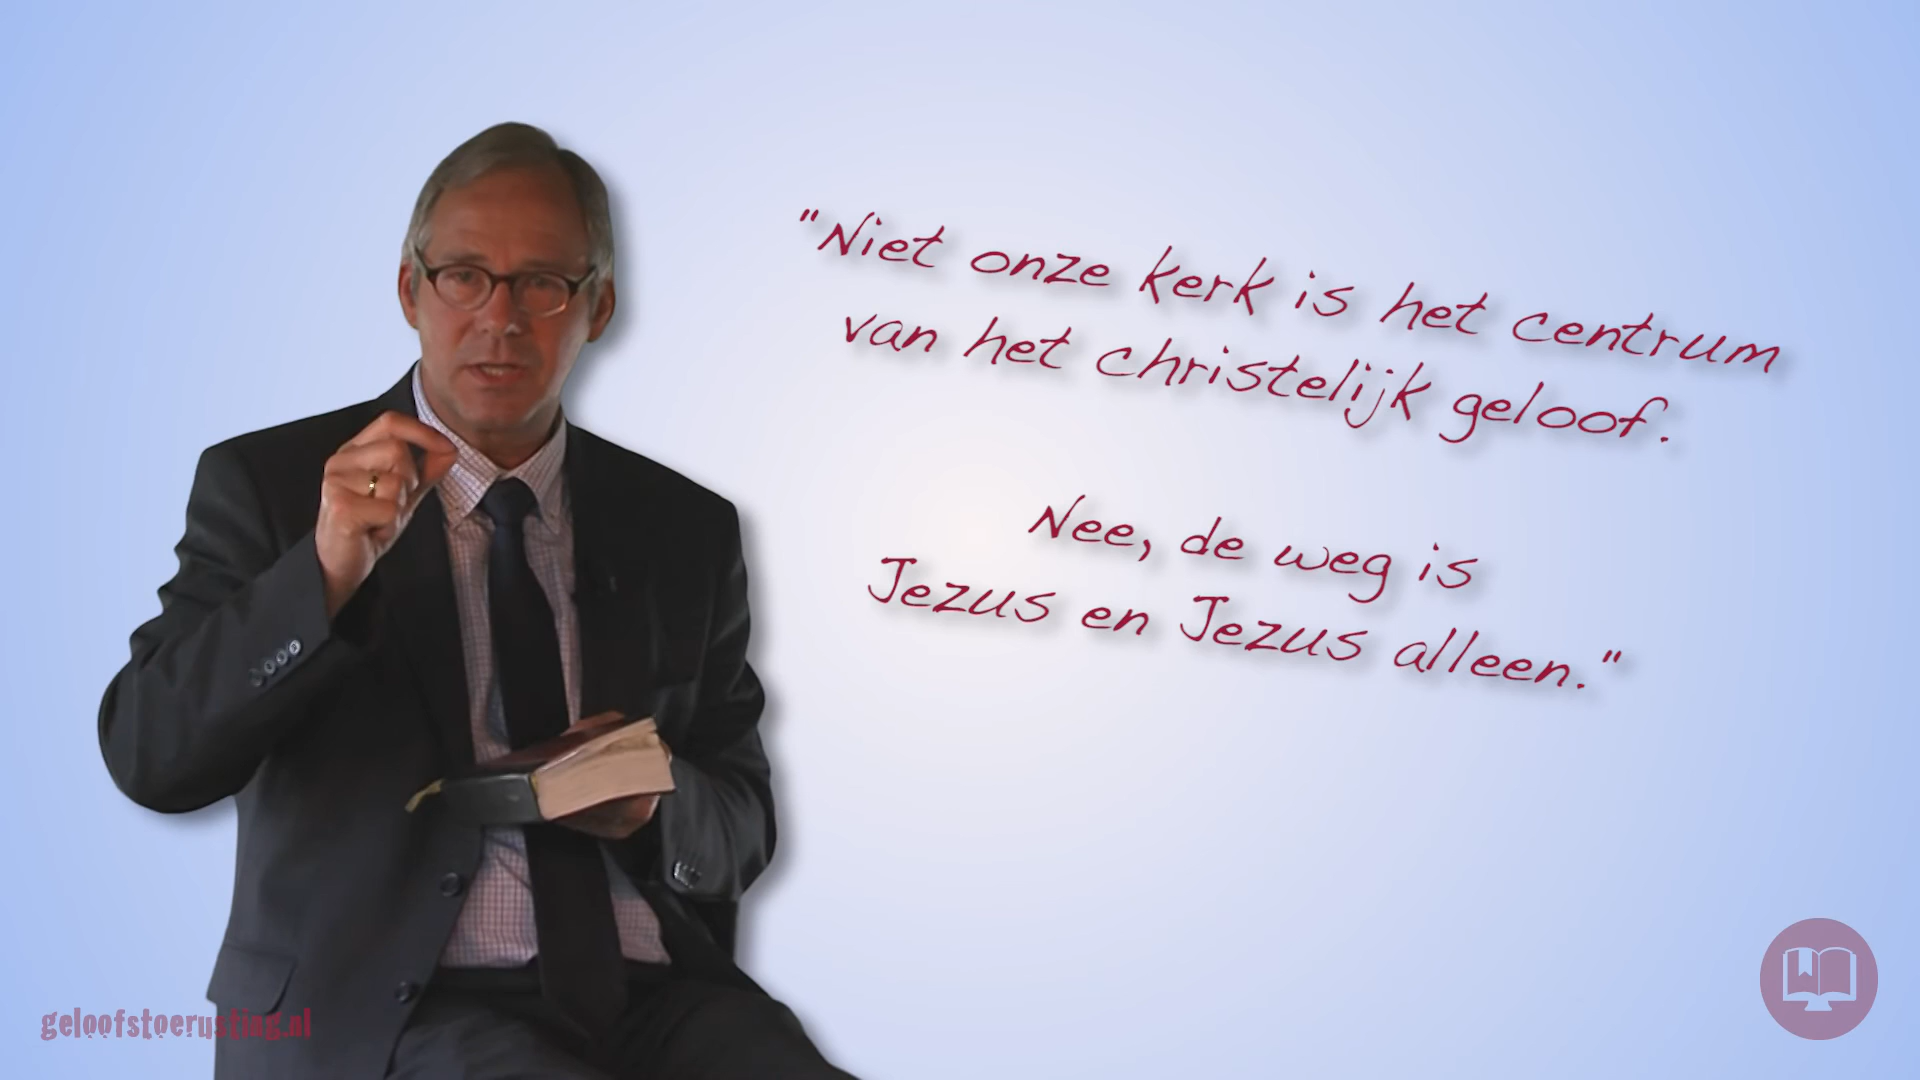 "Niet onze kerk is het centrum
van het christelijk geloof.
Nee, de weg is
Jezus en Jezus alleen."
geloofstoerusting.nl